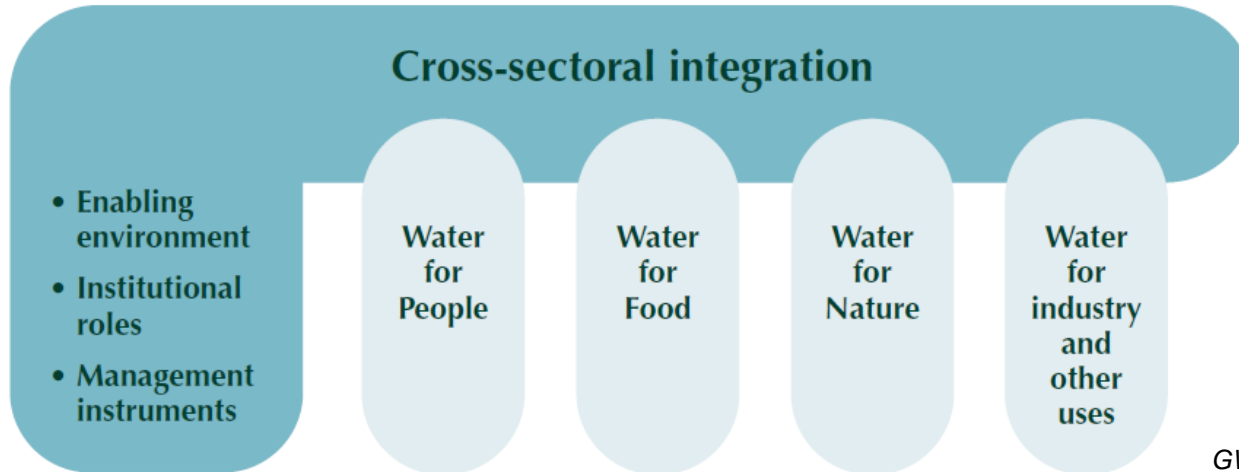 Cross-sectoral integration
• Enabling
environment
• Institutional
roles
• Management
instruments
Water
for
People
Water
for
Food
Water
for
Nature
Water
for
industry
and
other
uses